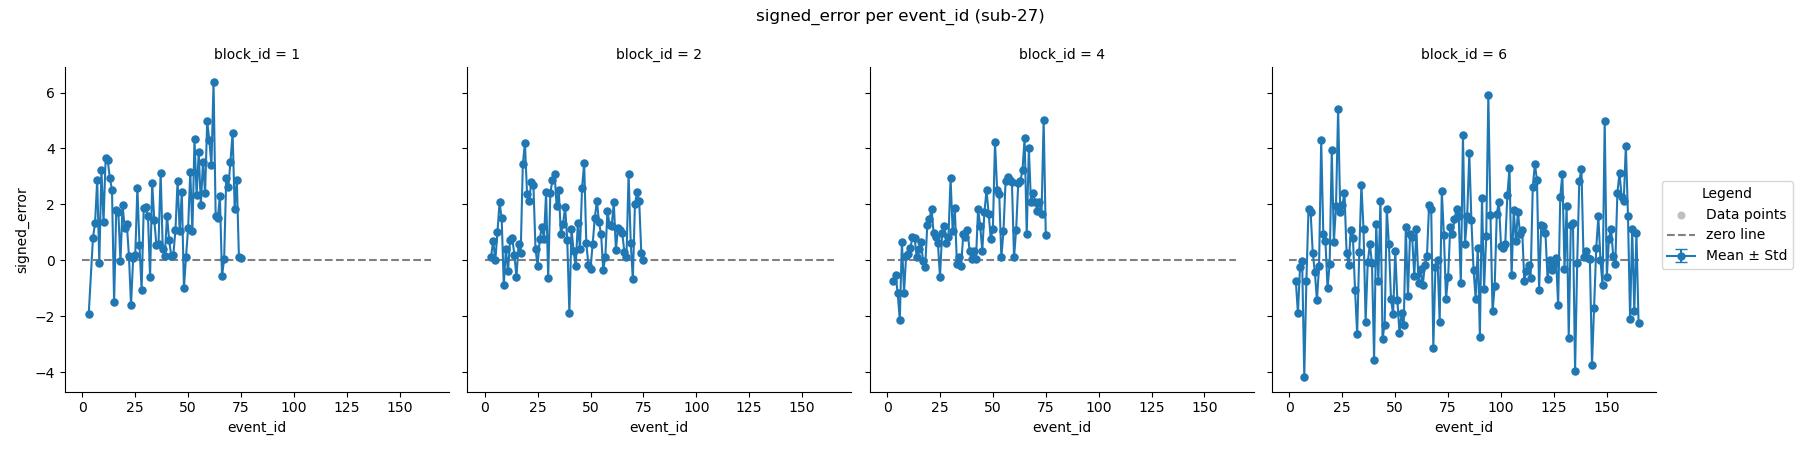 signed_error per event_id (sub-27)
block_id = 1
block_id = 2
block_id = 4
block_id = 6
signed_error
6
4
2
0
−2
−4
0 25 50 75 100 125 150
0 25 50 75 100 125 150
0 25 50 75 100 125 150
0 25 50 75 100 125 150
event_id
event_id
event_id
event_id
Legend
Data points
zero line
Mean ± Std